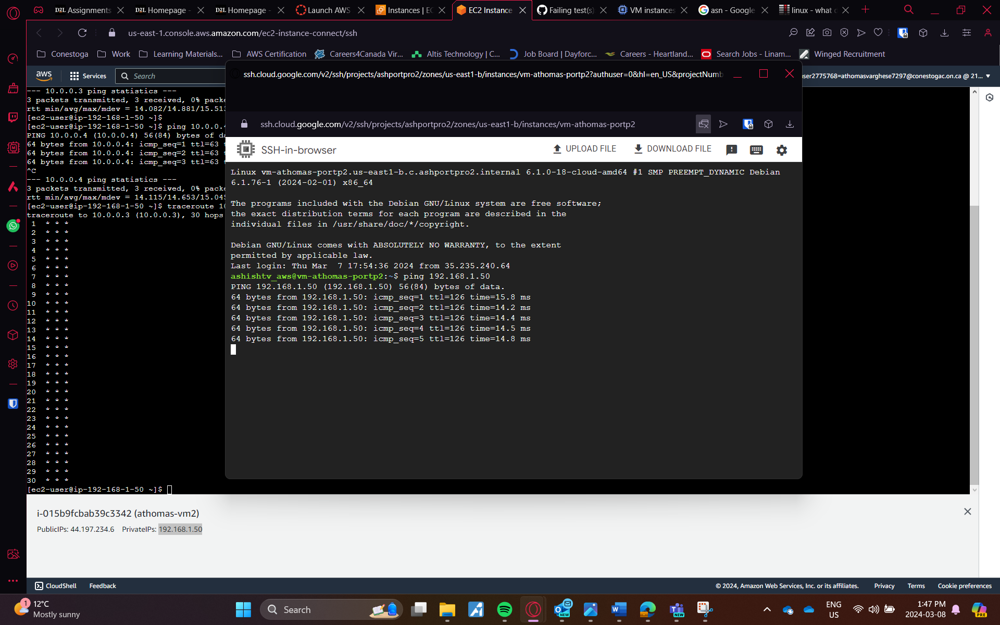 D2L Assignments
D2L Homepage -
D2L Homepage -
Launch AWS
Instances | EC
EC2 Instance
Failing test(s)
VM instances
asn - Google
linux - what c
us-east-1.console.aws.amazon.com/ec2-instance-connect/ssh
Conestoga
Work
Learning Materials...
AWS Certification
Careers4Canada Vir...
Altis Technology | C...
Job Board | Dayforc...
Careers - Heartland...
Search Jobs - Linam...
Winged Recruitment
aws
Services
Search
ser2775768=athomasvarghese7297@conestogac.on.ca @ 21...
--- 10.0.0.3 ping statistics ---
3 packets transmitted, 3 received, 0% packe
rtt min/avg/max/mdev = 14.082/14.881/15.513
[ec2-user@ip-192-168-1-50 ~]$
[ec2-user@ip-192-168-1-50 ~]$ ping 10.0.0.4
PING 10.0.0.4 (10.0.0.4) 56(84) bytes of da
64 bytes from 10.0.0.4: icmp_seq=1 ttl=63 t
64 bytes from 10.0.0.4: icmp_seq=2 ttl=63 t
64 bytes from 10.0.0.4: icmp_seq=3 ttl=63 t
^C
--- 10.0.0.4 ping statistics ---
3 packets transmitted, 3 received, 0% packe
rtt min/avg/max/mdev = 14.115/14.653/15.045
[ec2-user@ip-192-168-1-50 ~]$ traceroute 10
traceroute to 10.0.0.3 (10.0.0.3), 30 hops
1 * * *
2 * * *
3 * * *
4 * * *
5 * * *
6 * * *
7 * * *
8 * * *
9 * * *
10 * * *
11 * * *
12 * * *
13 * * *
14 * * *
15 * * *
16 * * *
17 * * *
18 * * *
19 * * *
20 * * *
21 * * *
22 * * *
23 * * *
24 * * *
25 * * *
26 * * *
27 * * *
28 * * *
29 * * *
30 * * *
[ec2-user@ip-192-168-1-50 ~]$
ssh.cloud.google.com/v2/ssh/projects/ashportpro2/zones/us-east1-b/instances/vm-athomas-portp2?authuser=0&hl=en_US&projectNumb
ssh.cloud.google.com/v2/ssh/projects/ashportpro2/zones/us-east1-b/instances/vm-athomas-portp2
SSH-in-browser
UPLOAD FILE
DOWNLOAD FILE
Linux vm-athomas-portp2.us-east1-b.c.ashportpro2.internal 6.1.0-18-cloud-amd64 #1 SMP PREEMPT_DYNAMIC Debian
6.1.76-1 (2024-02-01) x86_64
The programs included with the Debian GNU/Linux system are free software;
the exact distribution terms for each program are described in the
individual files in /usr/share/doc/*/copyright.
Debian GNU/Linux comes with ABSOLUTELY NO WARRANTY, to the extent
permitted by applicable law.
Last login: Thu Mar  7 17:54:36 2024 from 35.235.240.64
ashishtv_aws@vm-athomas-portp2:~$ ping 192.168.1.50
PING 192.168.1.50 (192.168.1.50) 56(84) bytes of data.
64 bytes from 192.168.1.50: icmp_seq=1 ttl=126 time=15.8 ms
64 bytes from 192.168.1.50: icmp_seq=2 ttl=126 time=14.2 ms
64 bytes from 192.168.1.50: icmp_seq=3 ttl=126 time=14.4 ms
64 bytes from 192.168.1.50: icmp_seq=4 ttl=126 time=14.5 ms
64 bytes from 192.168.1.50: icmp_seq=5 ttl=126 time=14.8 ms
i-015b9fcbab39c3342 (athomas-vm2)
PublicIPs: 44.197.234.6 PrivateIPs: 192.168.1.50
CloudShell
Feedback
© 2024, Amazon Web Services, Inc. or its affiliates.
Privacy
Terms
Cookie preferences
1
12°C
Mostly sunny
Search
NEW
NEW
ENG
US
1:47 PM
2024-03-08
PRE